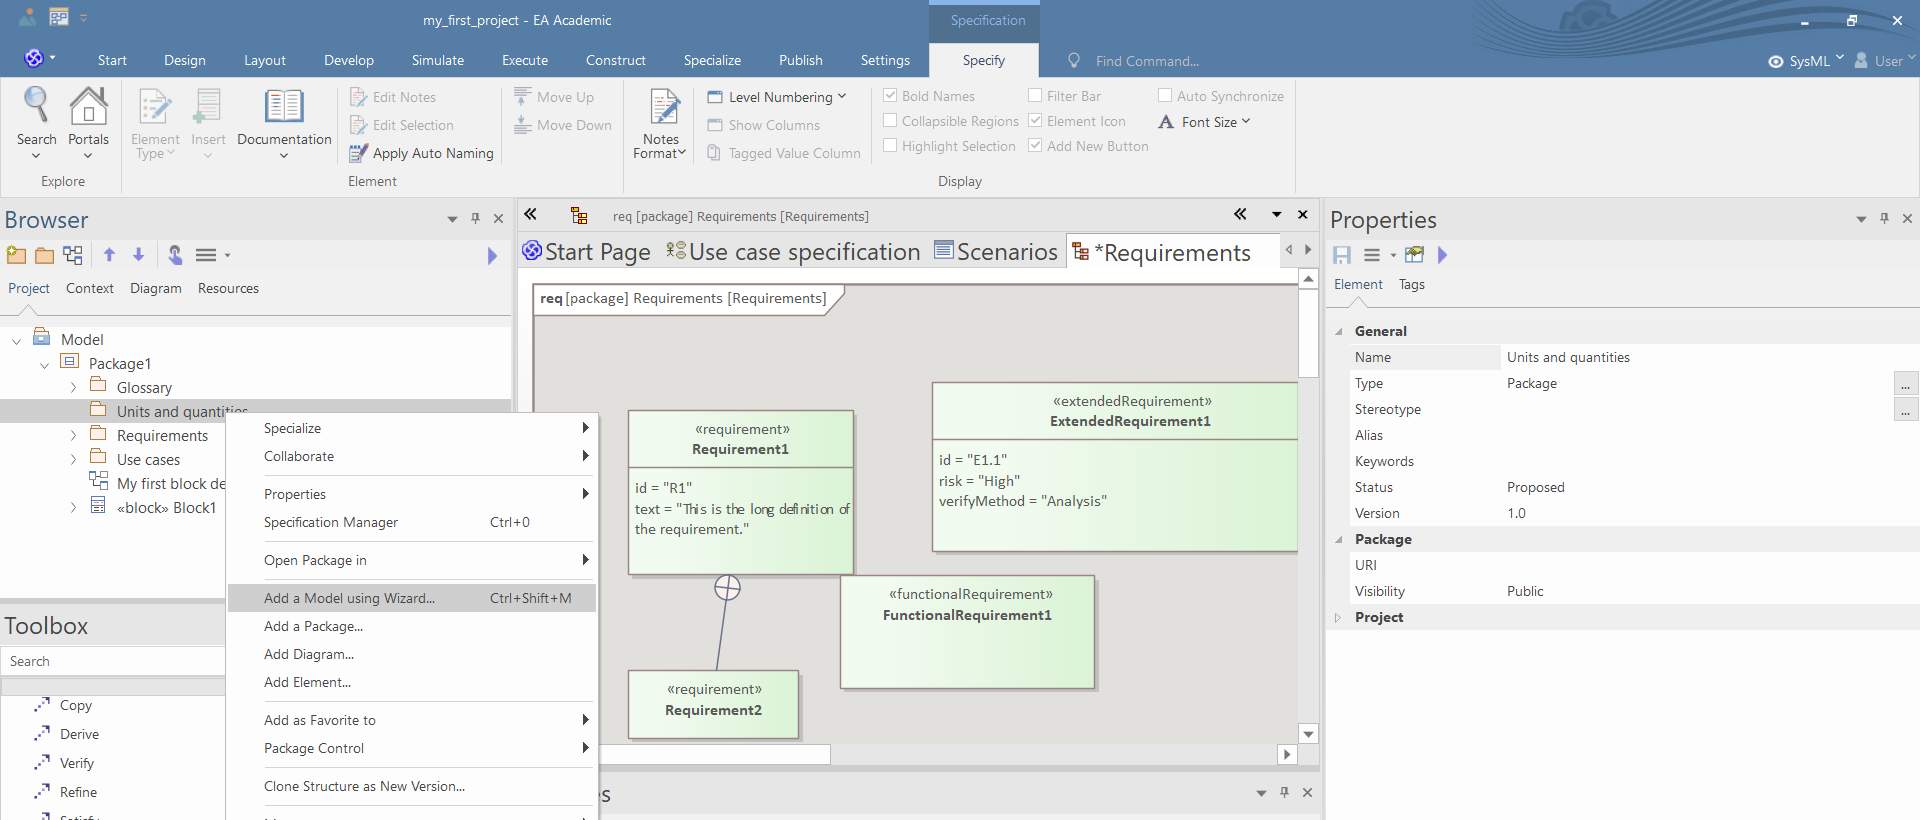 my_first_project - EA Academic
Specification
Start
Design
Layout
Develop
Simulate
Execute
Construct
Specialize
Publish
Settings
Specify
Find Command...
SysML
User
Search
Portals
Explore
Element
Type
Insert
Documentation
Edit Notes
Edit Selection
Apply Auto Naming
Move Up
Move Down
Element
Notes
Format
Level Numbering
Show Columns
Tagged Value Column
Bold Names
Collapsible Regions
Highlight Selection
Filter Bar
Element Icon
Add New Button
Auto Synchronize
Font Size
Display
Browser
Project
Context
Diagram
Resources
Model
Package1
Glossary
Units and quantities
Requirements
Use cases
My first block de
«block» Block1
Toolbox
Search
Copy
Derive
Verify
Refine
Specialize
Collaborate
Properties
Specification Manager Ctrl+0
Open Package in
Add a Model using Wizard... Ctrl+Shift+M
Add a Package...
Add Diagram...
Add Element...
Add as Favorite to
Package Control
Clone Structure as New Version...
req [package] Requirements [Requirements]
Start Page
Use case specification
Scenarios
*Requirements
req [package] Requirements [Requirements]
«requirement»
Requirement1
id = "R1"
text = "This is the long definition of
the requirement."
«extendedRequirement»
ExtendedRequirement1
id = "E1.1"
risk = "High"
verifyMethod = "Analysis"
«functionalRequirement»
FunctionalRequirement1
«requirement»
Requirement2
es
Properties
Element
Tags
General
Name Units and quantities
Type Package
...
Stereotype
...
Alias
Keywords
Status Proposed
Version 1.0
Package
URI
Visibility Public
Project